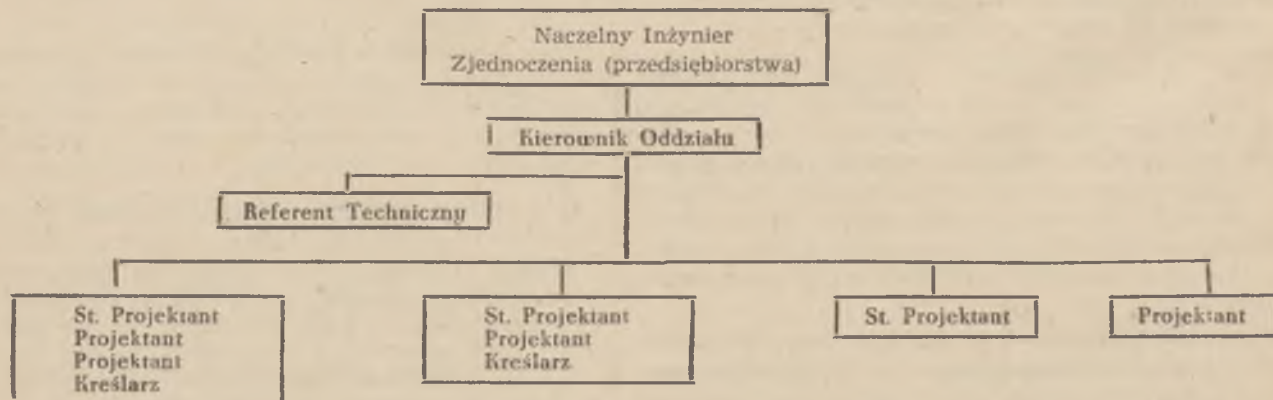 Naczelny Inżynier
Zjednoczenia (przedsiębiorstwa)
Kierownik Oddziału
Referent Techniczny
St. Projektant
Projektant
Projektant
Kreślarz
St. Projektant
Projektant
Kreślarz
St. Projektant
Projektant